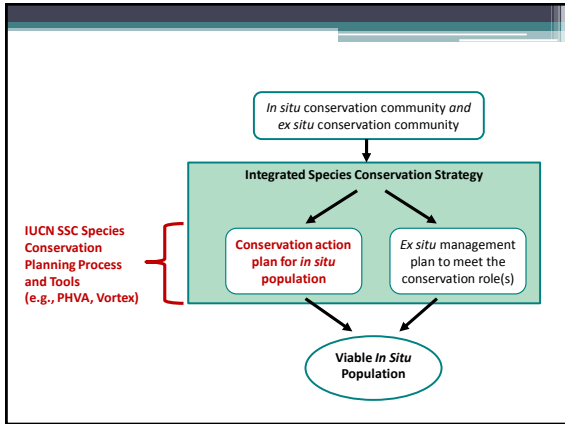 In situ conservation community and
ex situ conservation community
Integrated Species Conservation Strategy
IUCN SSC Species
Conservation
Planning Process
and Tools
(e.g., PHVA, Vortex)
Conservation action
plan for in situ
population
Ex situ management
plan to meet the
conservation role(s)
Viable In Situ
Population